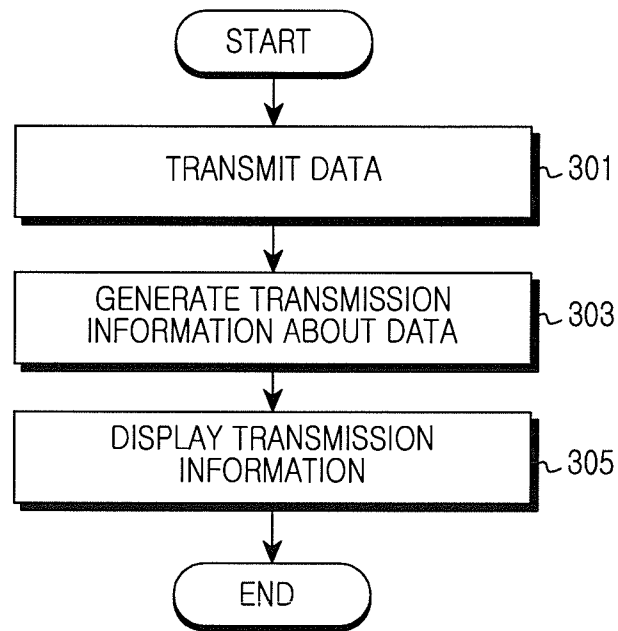 START
TRANSMIT DATA
301
GENERATE TRANSMISSION
INFORMATION ABOUT DATA
303
DISPLAY TRANSMISSION
INFORMATION
305
END